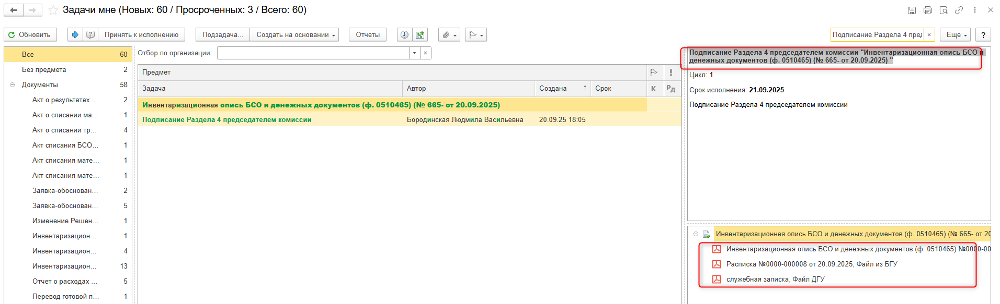 Задачи мне (Новых: 60 / Просроченных: 3 / Всего: 60)
Обновить
Принять к исполнению
Подзадача...
Создать на основании
Отчеты
Подписание Раздела 4 пред
×
Еще
?
Все 60
Без предмета 2
Документы 58
Акт о результатах ... 2
Акт о списании ма... 1
Акт о списании тр... 4
Акт списания БСО... 1
Акт списания мате... 1
Акт списания мате... 1
Заявка-обоснован... 2
Заявка-обоснован... 5
Изменение Решен... 1
Инвентаризацион... 1
Инвентаризацион... 4
Инвентаризацион... 13
Отчет о расходах ... 5
Перевод готовой п... 1
Отбор по организации:
Предмет
Задача Автор Создана ↑ Срок К Рд
Инвентаризационная опись БСО и денежных документов (ф. 0510465) (№ 665- от 20.09.2025)
Подписание Раздела 4 председателем комиссии Бородинская Людмила Васильевна 20.09.25 18:05
Подписание Раздела 4 председателем комиссии "Инвентаризационная опись БСО и
денежных документов (ф. 0510465) (№ 665- от 20.09.2025) "
Цикл: 1
Срок исполнения: 21.09.2025
Подписание Раздела 4 председателем комиссии
Инвентаризационная опись БСО и денежных документов (ф. 0510465) (№ 665- от 20
Инвентаризационная опись БСО и денежных документов (ф. 0510465) №0000-00
Расписка №0000-000008 от 20.09.2025, Файл из БГУ
служебная записка, Файл ДГУ